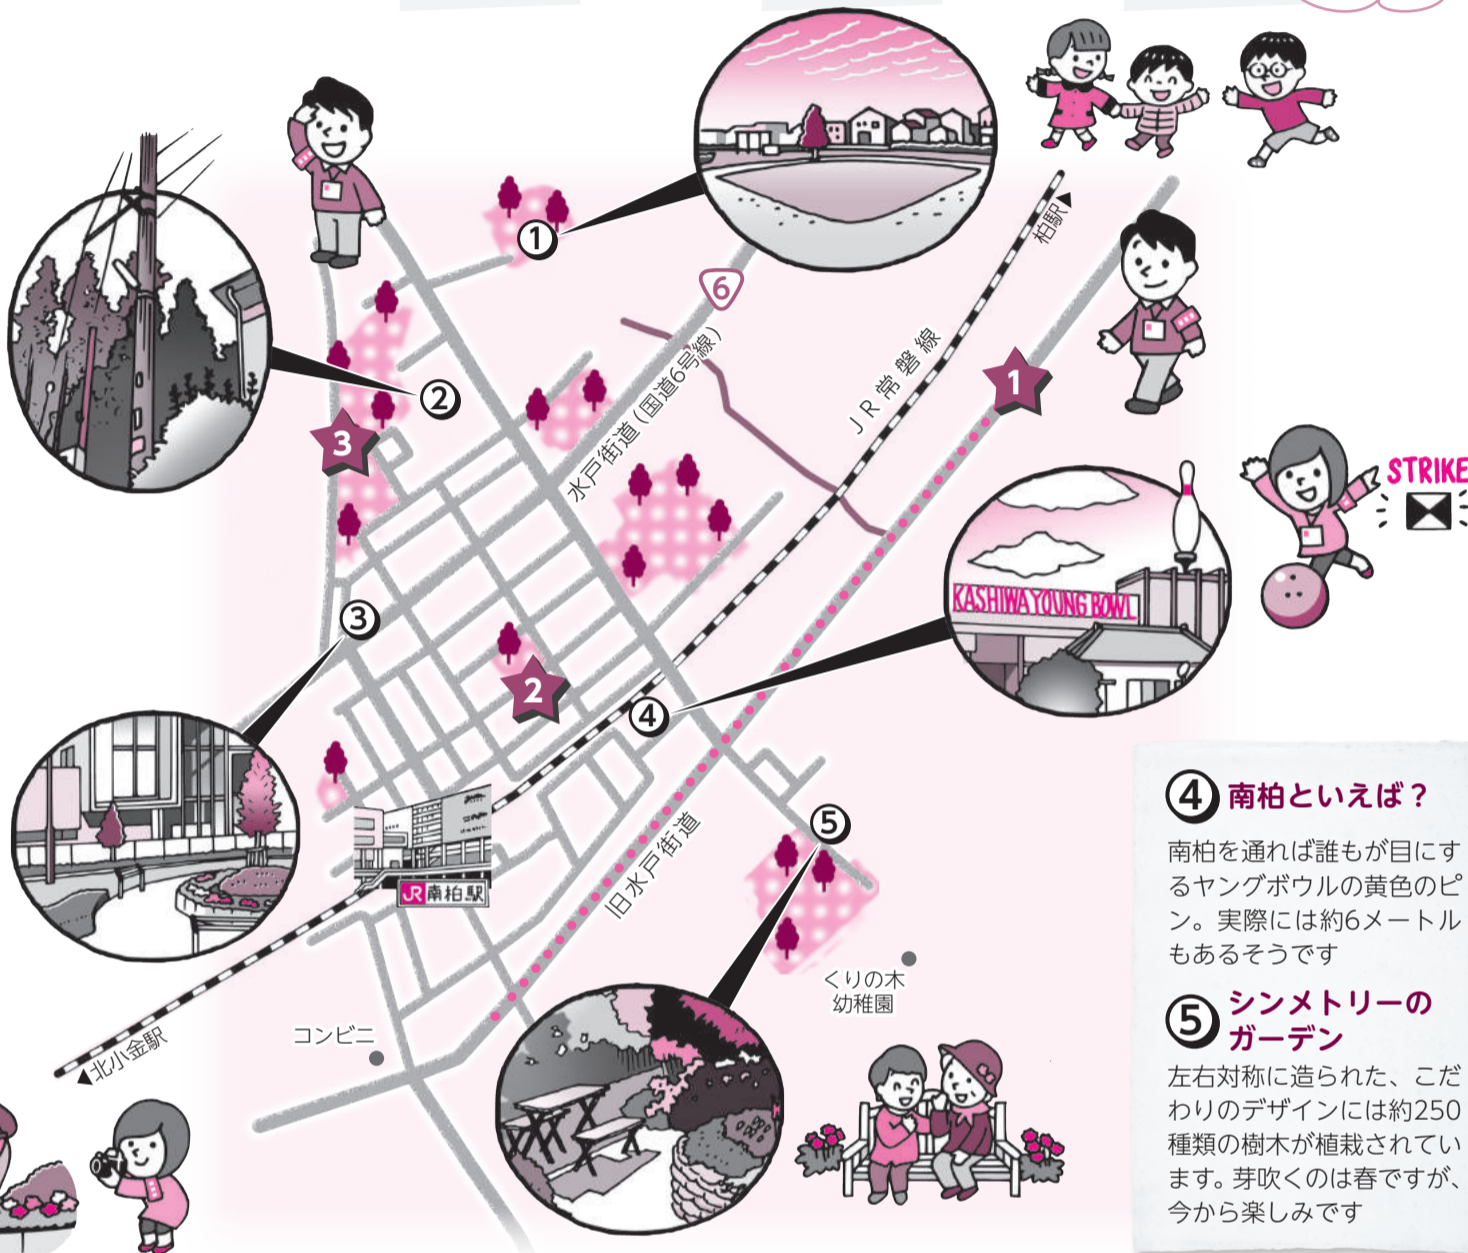 ①
柏駅▲
6
水戸街道（国道6号線）
JR常磐線
1
②
3
STRIKE
KASHIWA YOUNG BOWL
③
2
④
JR南柏駅
旧水戸街道
⑤
くりの木
幼稚園
コンビニ
◀北小金駅
④ 南柏といえば？
南柏を通れば誰もが目にす
るヤングボウルの黄色のピ
ン。実際には約6メートル
もあるそうです
⑤ シンメトリーの
ガーデン
左右対称に造られた、こだ
わりのデザインには約250
種類の樹木が植栽されてい
ます。芽吹くのは春ですが、
今から楽しみです